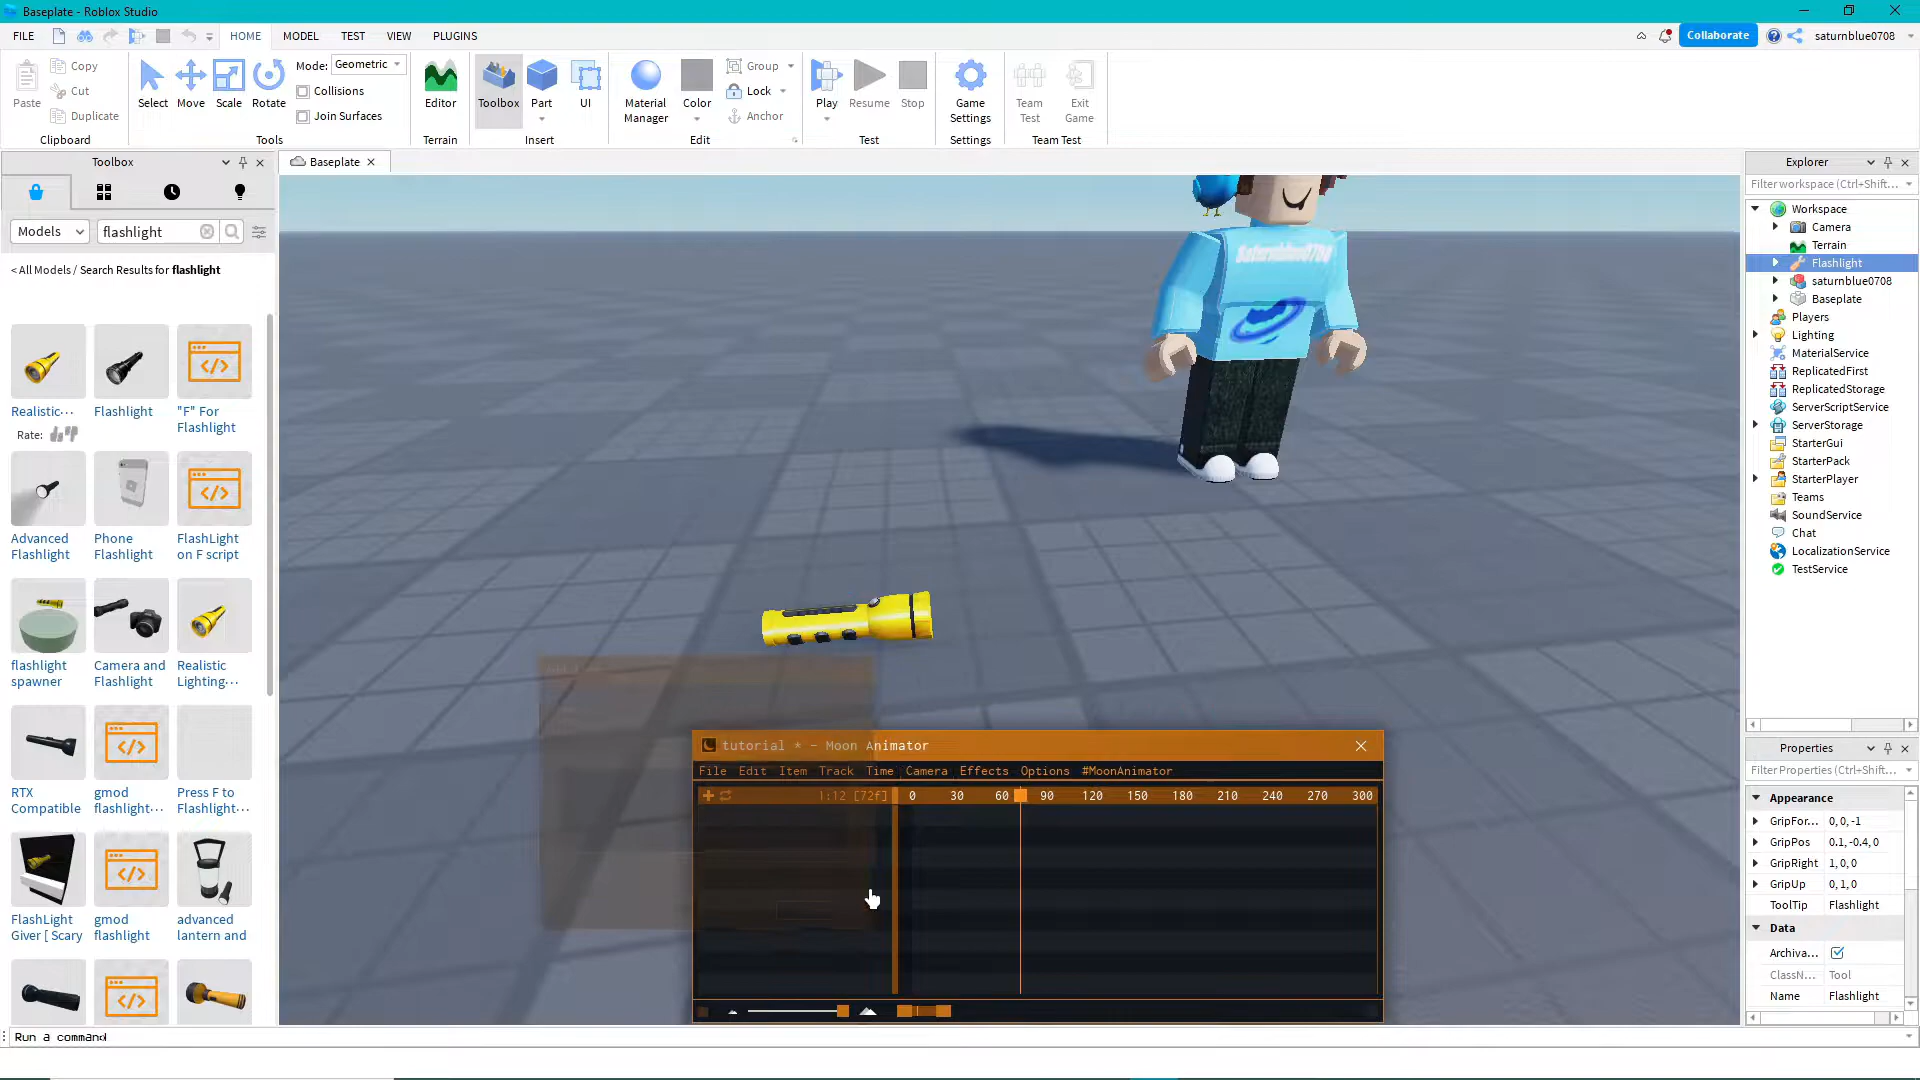 Baseplate - Roblox Studio
FILE HOME MODEL TEST VIEW PLUGINS
Collaborate saturnblue0708
Paste Copy Cut Duplicate
Clipboard
Select Move Scale Rotate
Mode: Geometric
Collisions
Join Surfaces
Tools
Editor
Terrain
Toolbox Part UI
Insert
Material Manager
Color
Group
Lock
Anchor
Edit
Play Resume Stop
Test
Game Settings
Settings
Team Test
Exit Game
Team Test
Toolbox
Models
flashlight
< All Models / Search Results for flashlight
Realistic...
Rate:
Flashlight
"F" For Flashlight
Advanced Flashlight
Phone Flashlight
FlashLight on F script
flashlight spawner
Camera and Flashlight
Realistic Lighting...
RTX Compatible
gmod flashlight...
Press F to Flashlight...
FlashLight Giver [ Scary
gmod flashlight
advanced lantern and
Baseplate
saturnblue0708
tutorial * - Moon Animator
File Edit Item Track Time Camera Effects Options #MoonAnimator
1:12 [72f] 0 30 60 90 120 150 180 210 240 270 300
Explorer
Filter workspace (Ctrl+Shift...
Workspace
Camera
Terrain
Flashlight
saturnblue0708
Baseplate
Players
Lighting
MaterialService
ReplicatedFirst
ReplicatedStorage
ServerScriptService
ServerStorage
StarterGui
StarterPack
StarterPlayer
Teams
SoundService
Chat
LocalizationService
TestService
Properties
Filter Properties (Ctrl+Shift+...
Appearance
GripFor... 0, 0, -1
GripPos 0.1, -0.4, 0
GripRight 1, 0, 0
GripUp 0, 1, 0
ToolTip Flashlight
Data
Archiva...
ClassN... Tool
Name Flashlight
Run a command